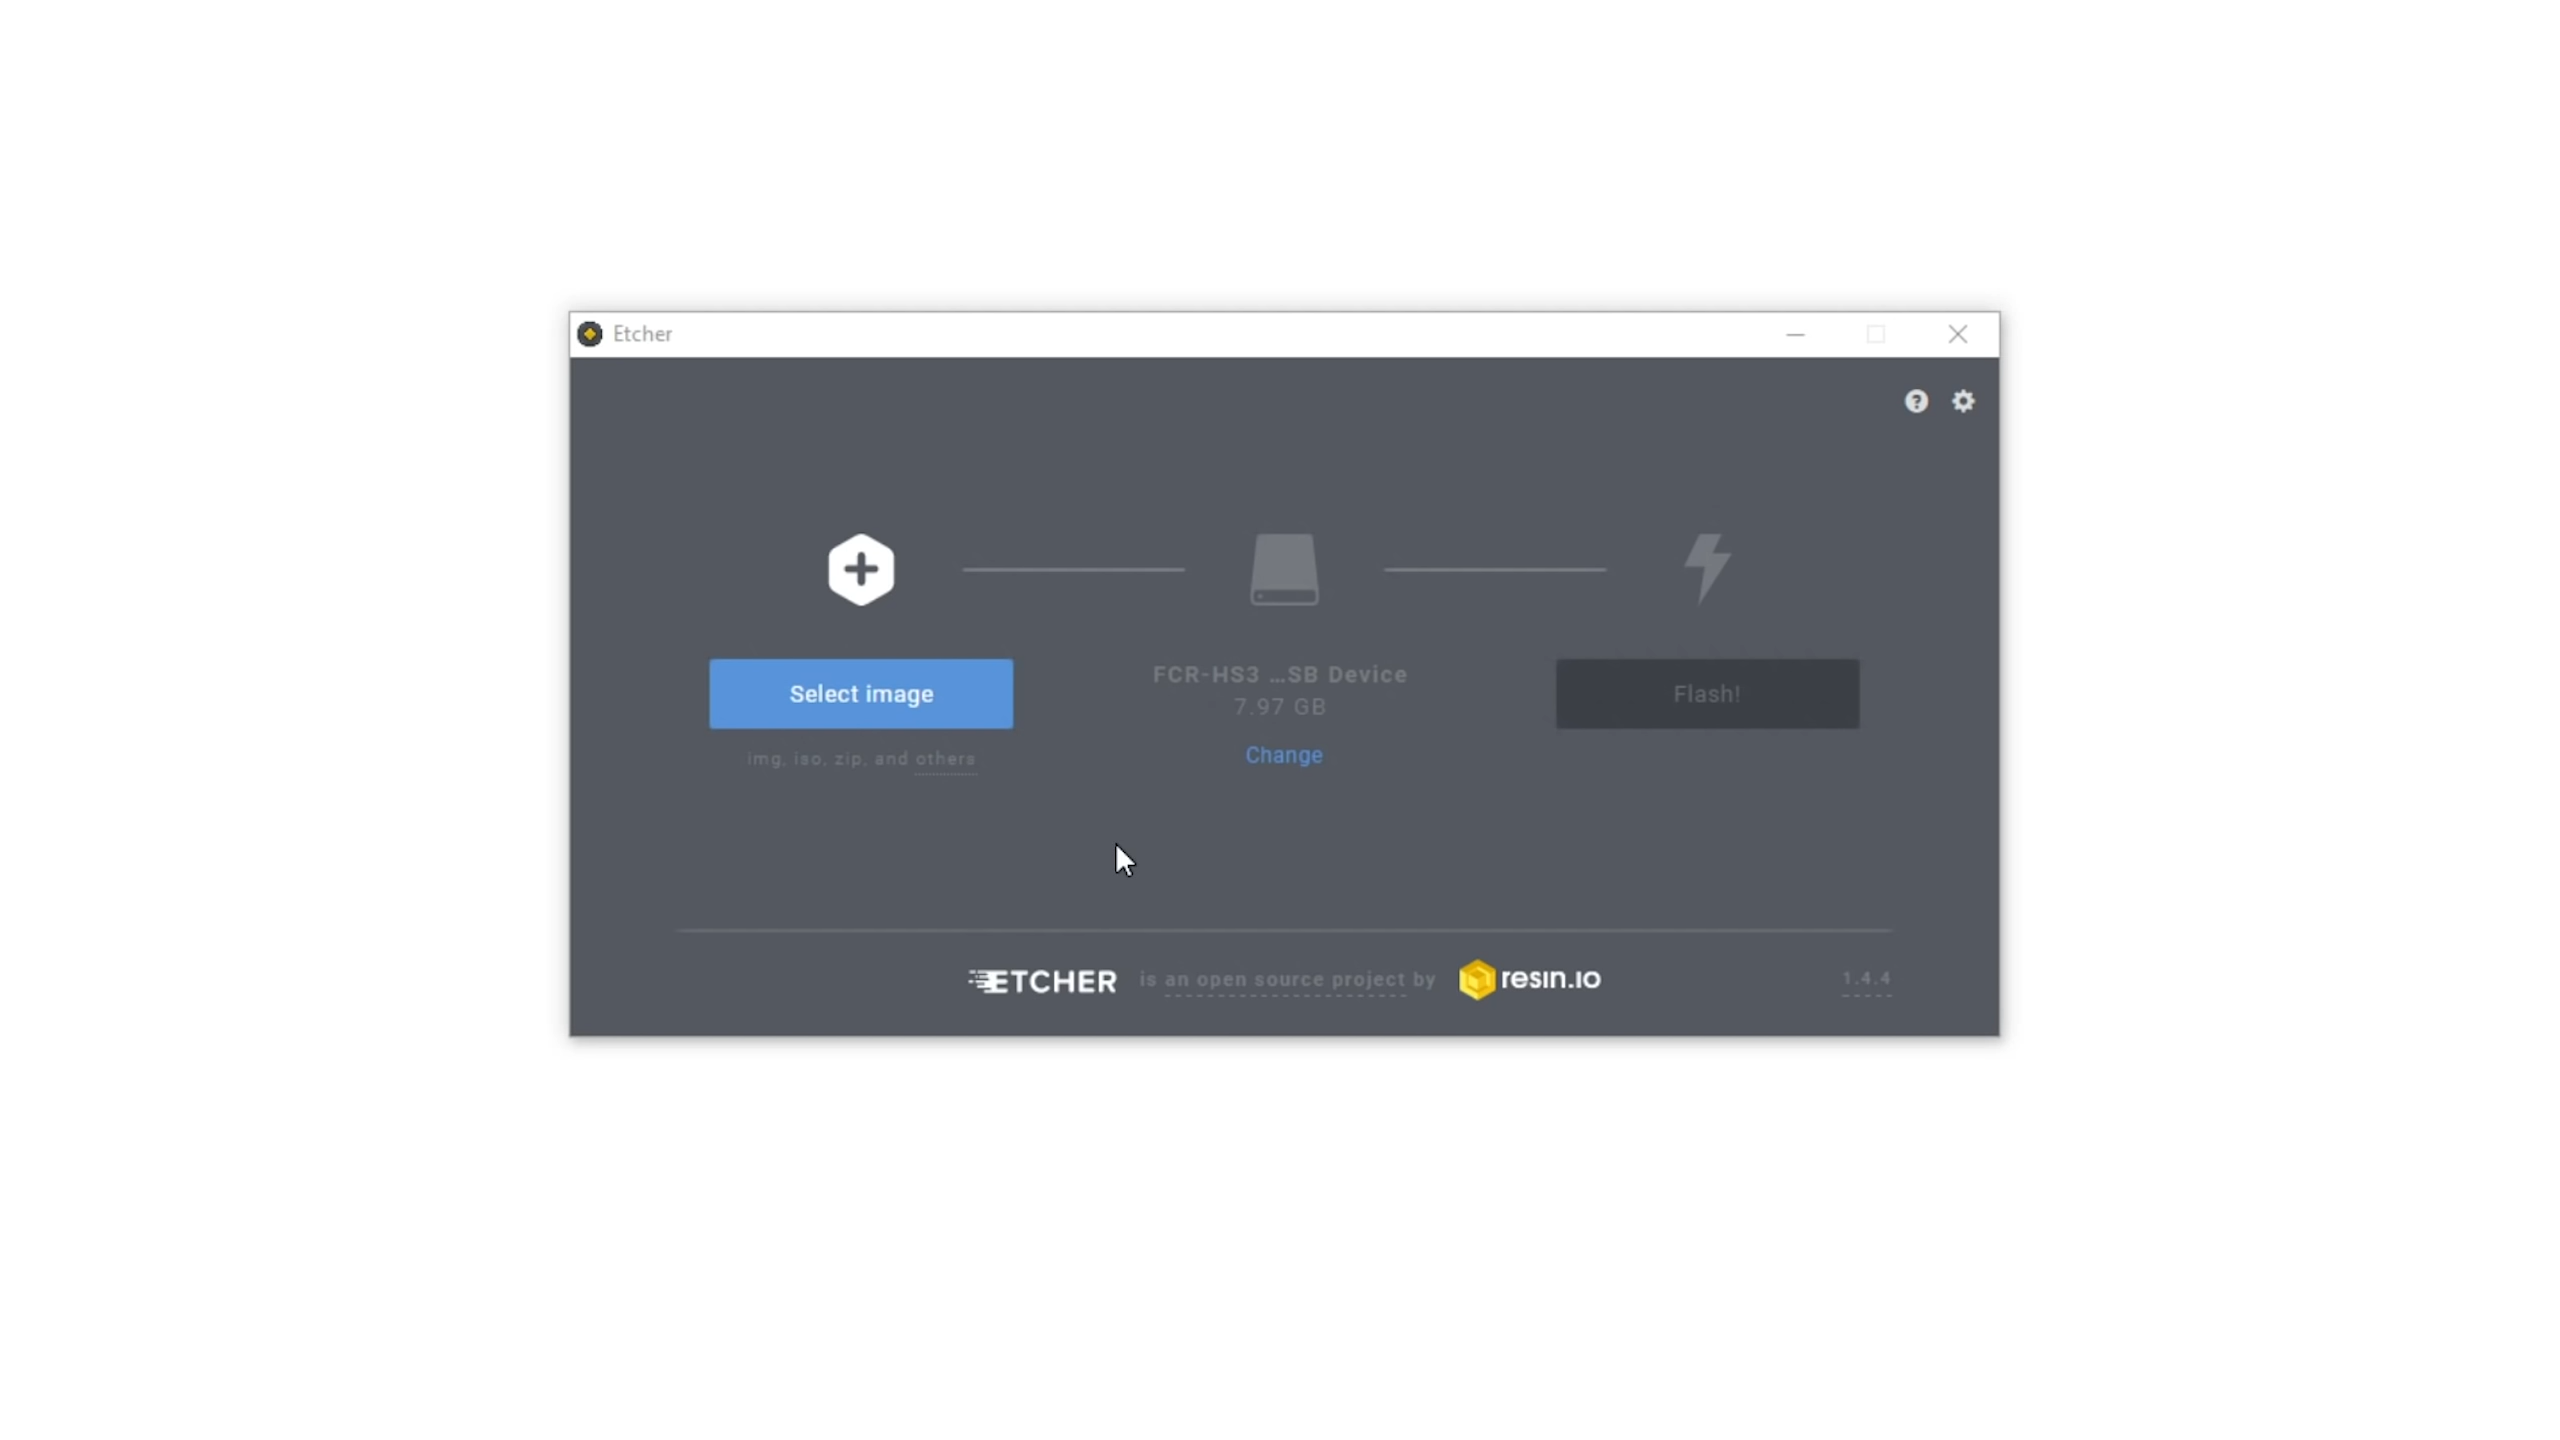 Etcher
Select image
img, iso, zip, and others
FCR-HS3 ...SB Device
7.97 GB
Change
Flash!
ETCHER is an open source project by resin.io
1.4.4